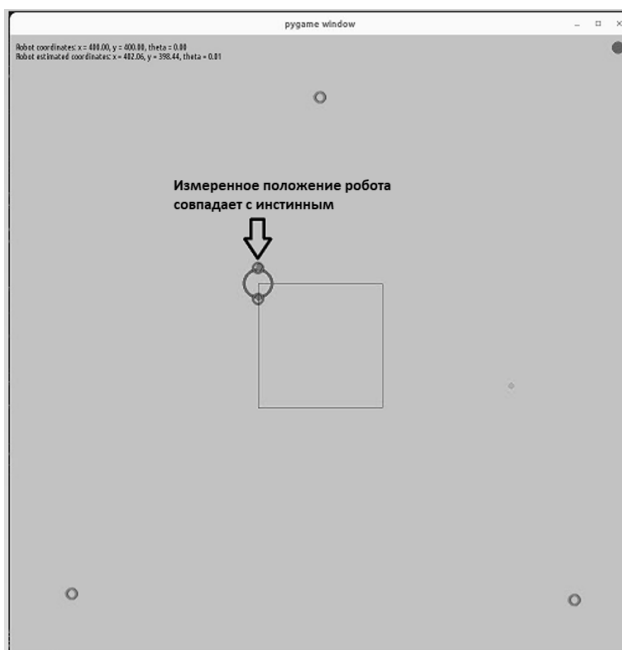 pygame window
Robot coordinates: x = 400.00, y = 400.00, theta = 0.00
Robot estimated coordinates: x = 402.06, y = 398.44, theta = 0.01
Измеренное положение робота
совпадает с инстинным